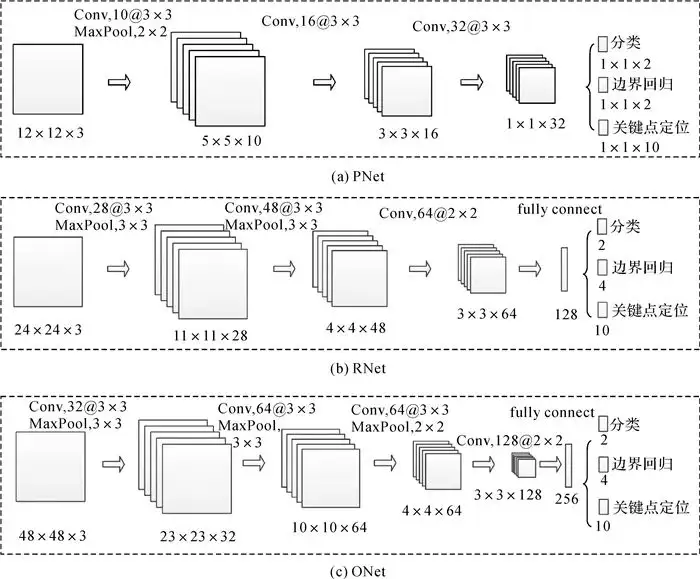 Conv,10@3×3
MaxPool,2×2
Conv,16@3×3
Conv,32@3×3
分类
1×1×2
边界回归
1×1×2
关键点定位
1×1×10
12×12×3
5×5×10
3×3×16
1×1×32
(a) PNet
Conv,28@3×3
MaxPool,3×3
Conv,48@3×3
MaxPool,3×3
Conv,64@2×2
fully connect
分类
2
边界回归
4
关键点定位
10
24×24×3
11×11×28
4×4×48
3×3×64
128
(b) RNet
Conv,32@3×3
MaxPool,3×3
Conv,64@3×3
MaxPool,
3×3
Conv,64@3×3
MaxPool,2×2
Conv,128@2×2
fully connect
分类
2
边界回归
4
关键点定位
10
48×48×3
23×23×32
10×10×64
4×4×64
3×3×128
256
(c) ONet